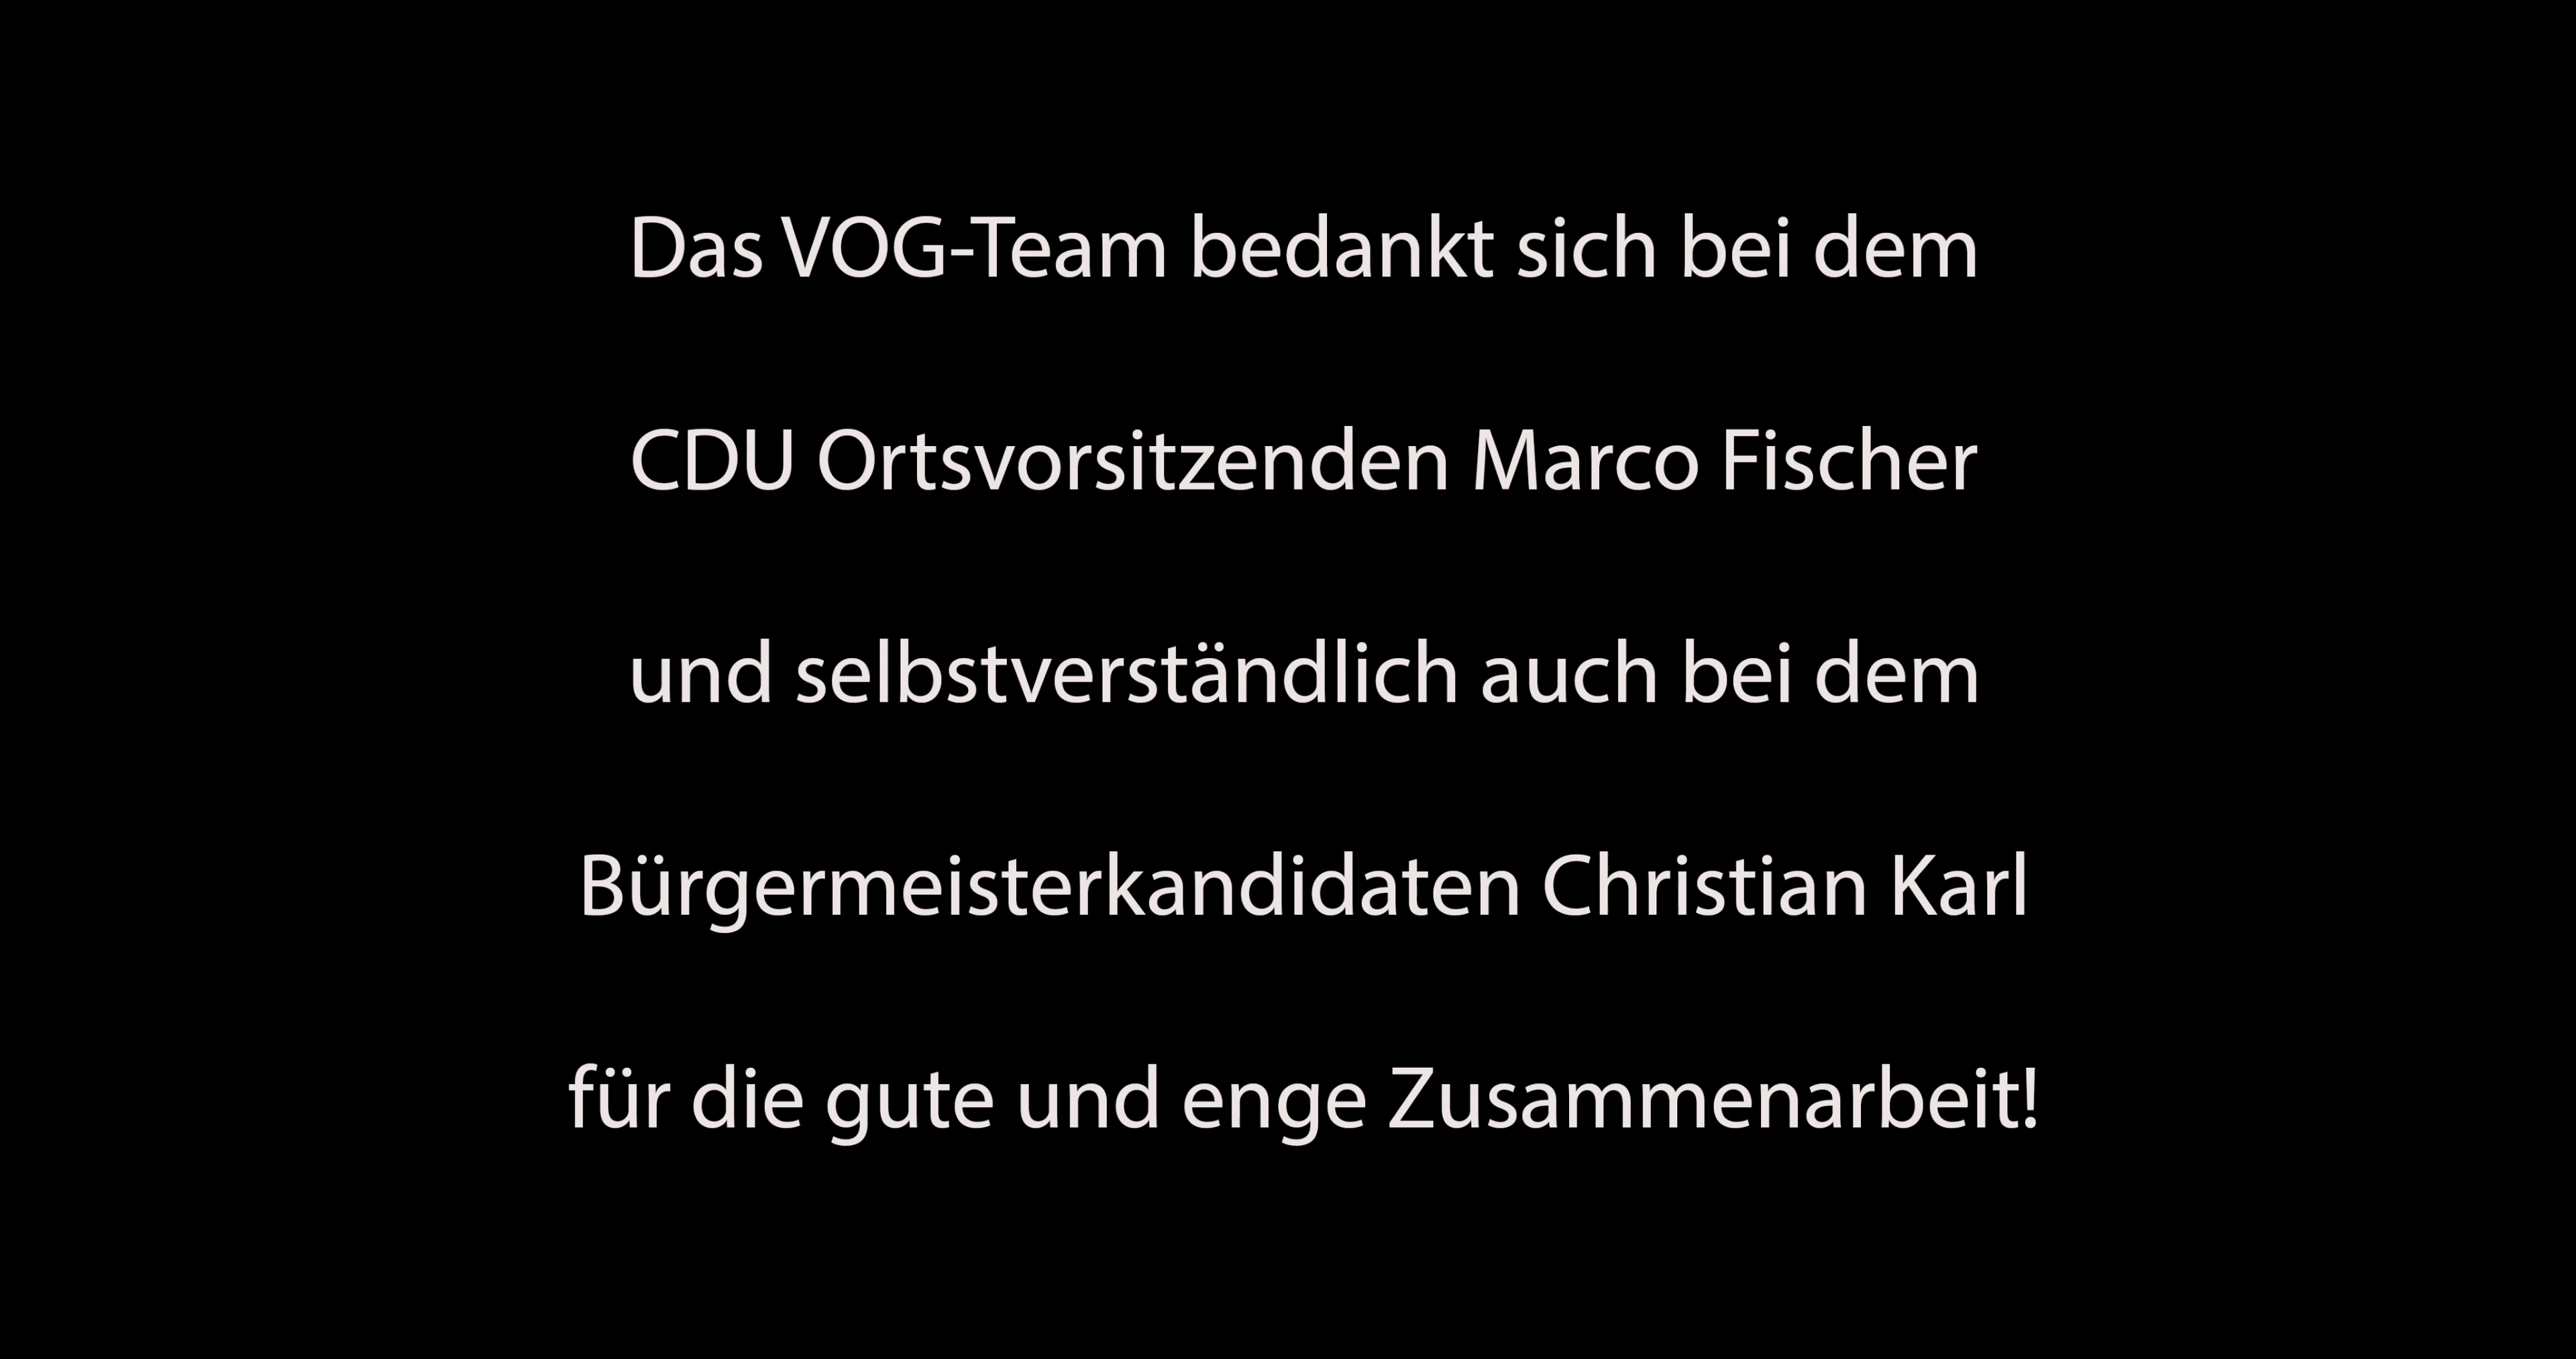 Das VOG-Team bedankt sich bei dem
CDU Ortsvorsitzenden Marco Fischer
und selbstverständlich auch bei dem
Bürgermeisterkandidaten Christian Karl
für die gute und enge Zusammenarbeit!